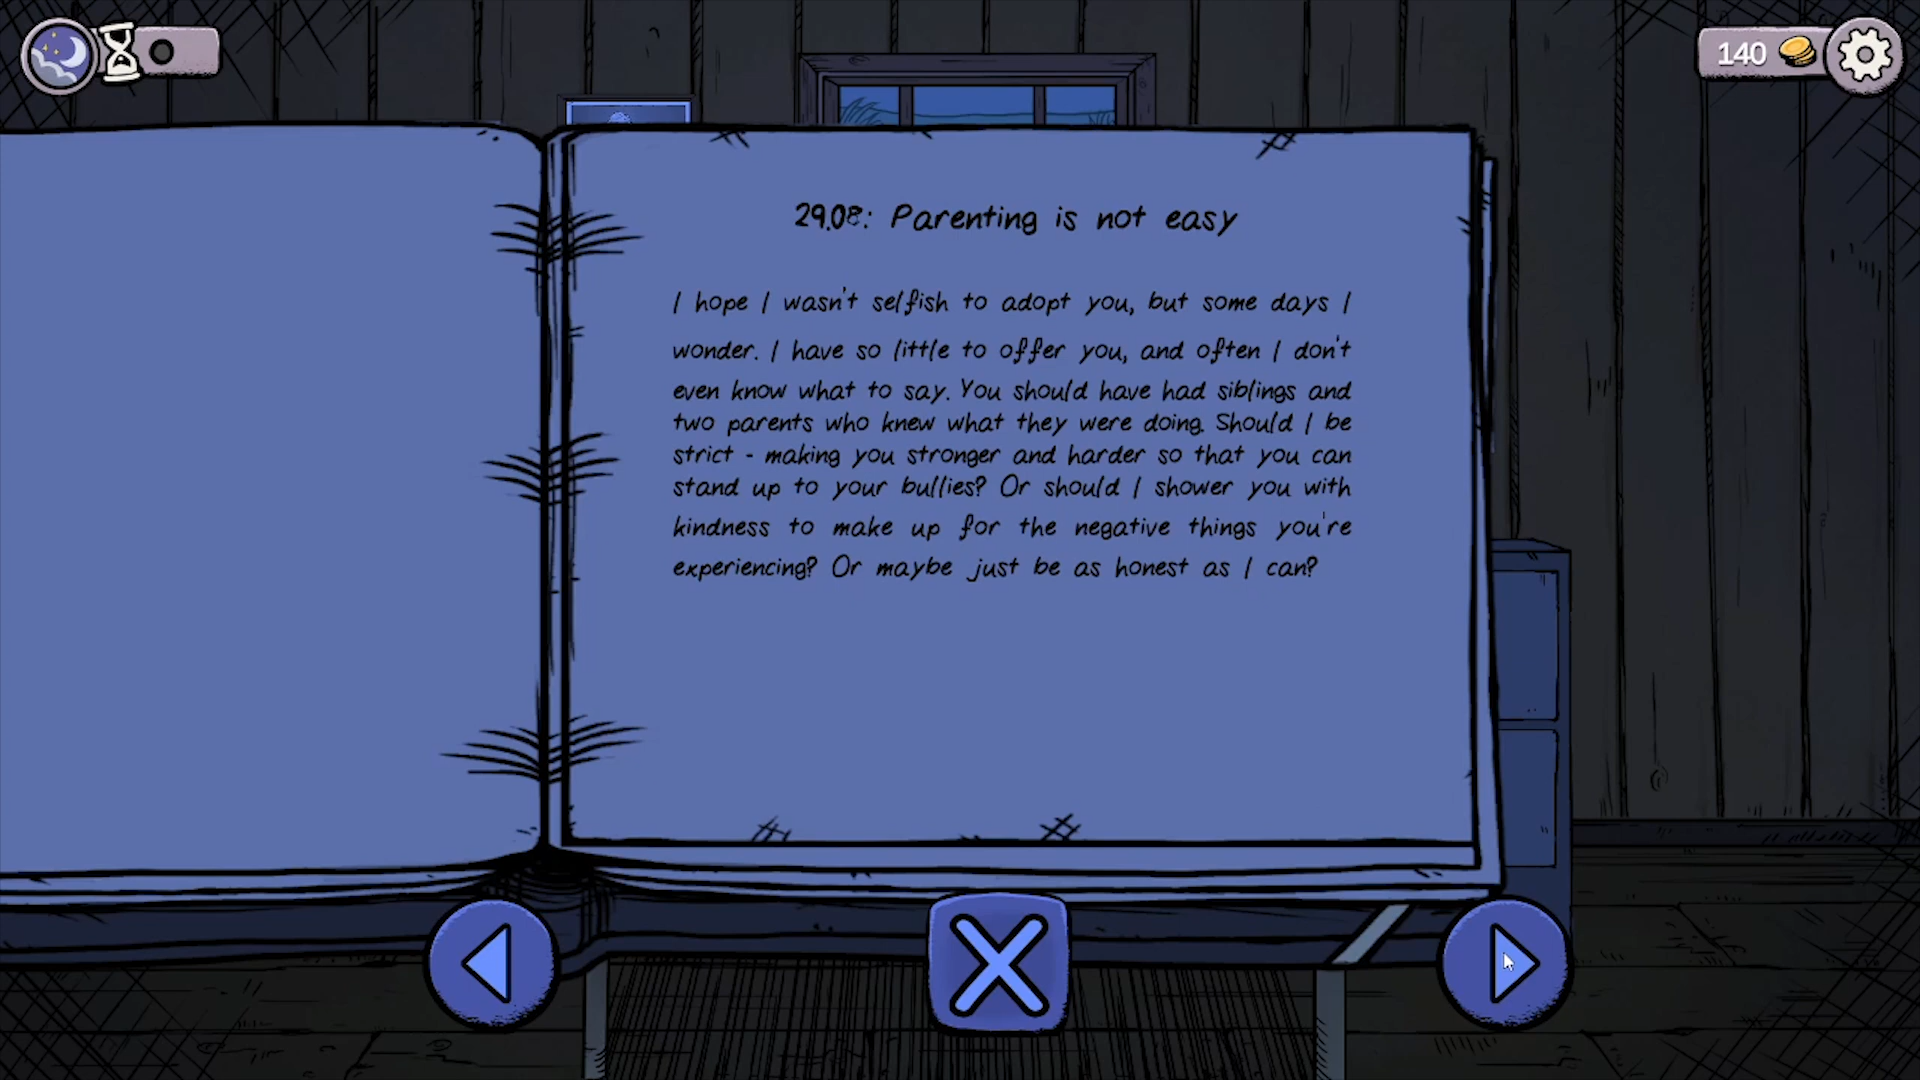 140
29.08: Parenting is not easy
I hope I wasn't selfish to adopt you, but some days I
wonder. I have so little to offer you, and often I don't
even know what to say. You should have had siblings and
two parents who knew what they were doing. Should I be
strict - making you stronger and harder so that you can
stand up to your bullies? Or should I shower you with
kindness to make up for the negative things you're
experiencing? Or maybe just be as honest as I can?